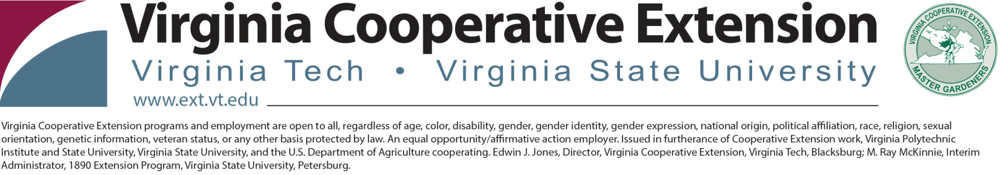 Virginia Cooperative Extension
Virginia Tech • Virginia State University
www.ext.vt.edu
VIRGINIA COOPERATIVE EXTENSION
MASTER GARDENERS
Virginia Cooperative Extension programs and employment are open to all, regardless of age, color, disability, gender, gender identity, gender expression, national origin, political affiliation, race, religion, sexual
orientation, genetic information, veteran status, or any other basis protected by law. An equal opportunity/affirmative action employer. Issued in furtherance of Cooperative Extension work, Virginia Polytechnic
Institute and State University, Virginia State University, and the U.S. Department of Agriculture cooperating. Edwin J. Jones, Director, Virginia Cooperative Extension, Virginia Tech, Blacksburg; M. Ray McKinnie, Interim
Administrator, 1890 Extension Program, Virginia State University, Petersburg.